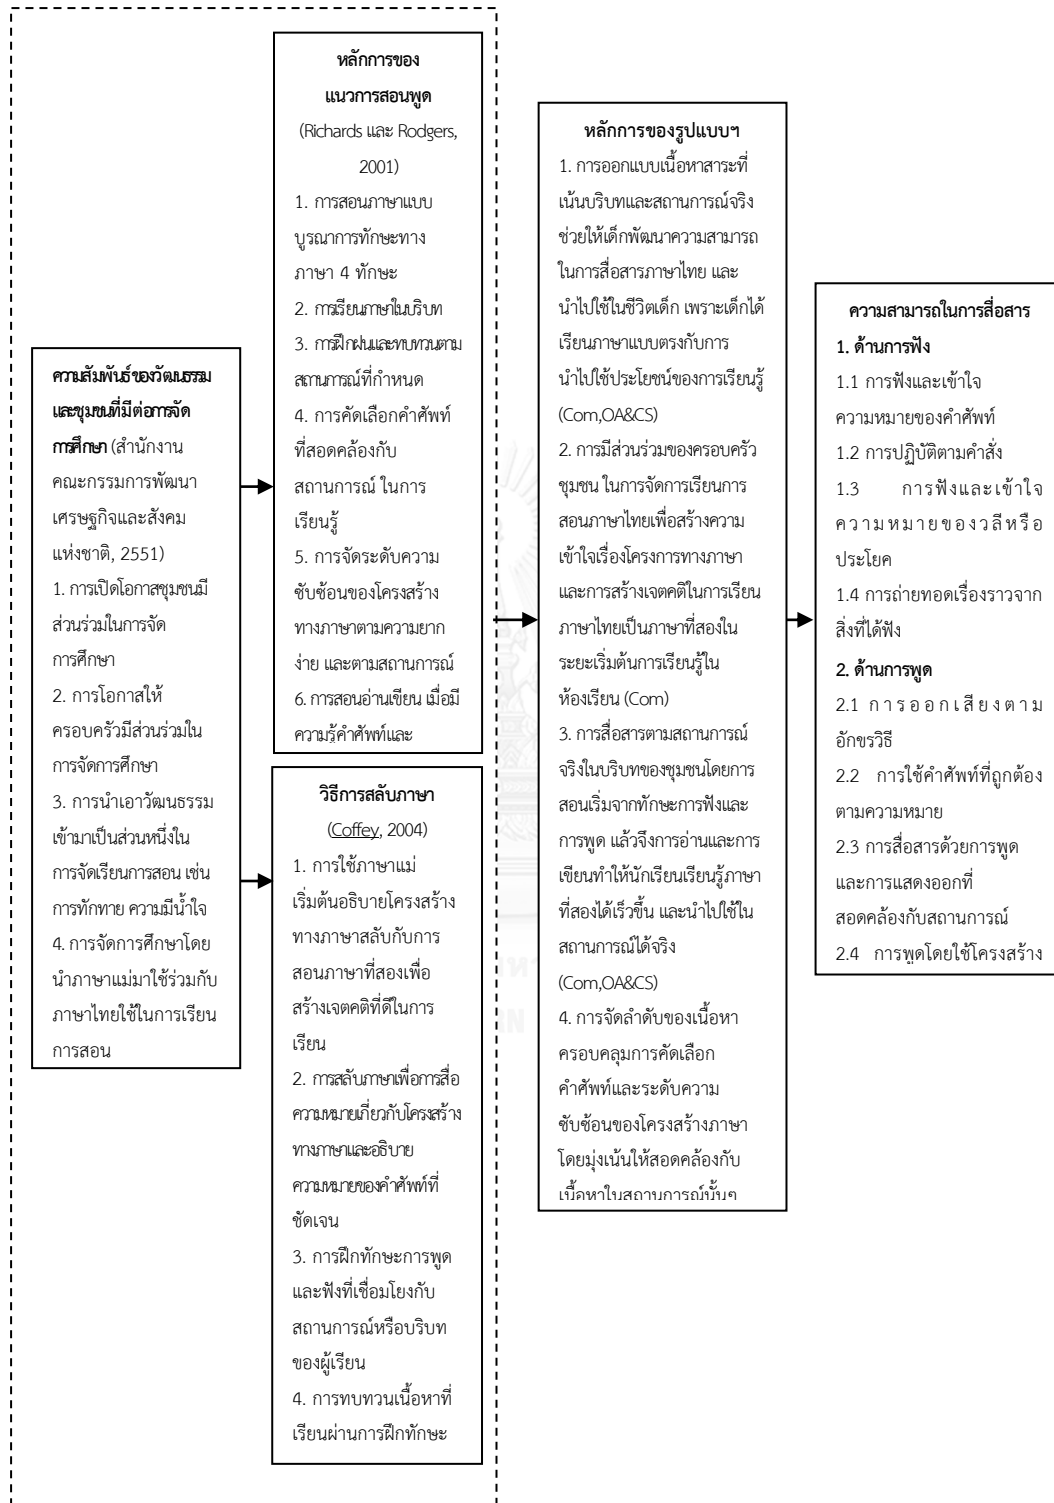 หลักการของ
แนวการสอนพูด
(Richards และ Rodgers,
2001)
1. การสอนภาษาแบบ
บูรณาการทักษะทาง
ภาษา 4 ทักษะ
2. การเรียนภาษาในบริบท
3. การฝึกฝนและทบทวนตาม
สถานการณ์ที่กำหนด
4. การคัดเลือกคำศัพท์
ที่สอดคล้องกับ
สถานการณ์ ในการ
เรียนรู้
5. การจัดระดับความ
ซับซ้อนของโครงสร้าง
ทางภาษาตามความยาก
ง่าย และตามสถานการณ์
6. การสอนอ่านเขียน เมื่อมี
ความรู้คำศัพท์และ
ความสัมพันธ์ของวัฒนธรรม
และชุมชนที่มีต่อการจัด
การศึกษา (สำนักงาน
คณะกรรมการพัฒนา
เศรษฐกิจและสังคม
แห่งชาติ, 2551)
1. การเปิดโอกาสชุมชนมี
ส่วนร่วมในการจัด
การศึกษา
2. การโอกาสให้
ครอบครัวมีส่วนร่วมใน
การจัดการศึกษา
3. การนำเอาวัฒนธรรม
เข้ามาเป็นส่วนหนึ่งใน
การจัดเรียนการสอน เช่น
การทักทาย ความมีน้ำใจ
4. การจัดการศึกษาโดย
นำภาษาแม่มาใช้ร่วมกับ
ภาษาไทยใช้ในการเรียน
การสอน
วิธีการสลับภาษา
(Coffey, 2004)
1. การใช้ภาษาแม่
เริ่มต้นอธิบายโครงสร้าง
ทางภาษาสลับกับการ
สอนภาษาที่สองเพื่อ
สร้างเจตคติที่ดีในการ
เรียน
2. การสลับภาษาเพื่อการสื่อ
ความหมายเกี่ยวกับโครงสร้าง
ทางภาษาและอธิบาย
ความหมายของคำศัพท์ที่
ชัดเจน
3. การฝึกทักษะการพูด
และฟังที่เชื่อมโยงกับ
สถานการณ์หรือบริบท
ของผู้เรียน
4. การทบทวนเนื้อหาที่
เรียนผ่านการฝึกทักษะ
หลักการของรูปแบบฯ
1. การออกแบบเนื้อหาสาระที่
เน้นบริบทและสถานการณ์จริง
ช่วยให้เด็กพัฒนาความสามารถ
ในการสื่อสารภาษาไทย และ
นำไปใช้ในชีวิตเด็ก เพราะเด็กได้
เรียนภาษาแบบตรงกับการ
นำไปใช้ประโยชน์ของการเรียนรู้
(Com,OA&CS)
2. การมีส่วนร่วมของครอบครัว
ชุมชน ในการจัดการเรียนการ
สอนภาษาไทยเพื่อสร้างความ
เข้าใจเรื่องโครงการทางภาษา
และการสร้างเจตคติในการเรียน
ภาษาไทยเป็นภาษาที่สองใน
ระยะเริ่มต้นการเรียนรู้ใน
ห้องเรียน (Com)
3. การสื่อสารตามสถานการณ์
จริงในบริบทของชุมชนโดยการ
สอนเริ่มจากทักษะการฟังและ
การพูด แล้วจึงการอ่านและการ
เขียนทำให้นักเรียนเรียนรู้ภาษา
ที่สองได้เร็วขึ้น และนำไปใช้ใน
สถานการณ์ได้จริง
(Com,OA&CS)
4. การจัดลำดับของเนื้อหา
ครอบคลุมการคัดเลือก
คำศัพท์และระดับความ
ซับซ้อนของโครงสร้างภาษา
โดยมุ่งเน้นให้สอดคล้องกับ
เนื้อหาในสถานการณ์นั้นๆ
ความสามารถในการสื่อสาร
1. ด้านการฟัง
1.1 การฟังและเข้าใจ
ความหมายของคำศัพท์
1.2 การปฏิบัติตามคำสั่ง
1.3 การฟังและเข้าใจ
ความหมายของวลีหรือ
ประโยค
1.4 การถ่ายทอดเรื่องราวจาก
สิ่งที่ได้ฟัง
2. ด้านการพูด
2.1 การออกเสียงตาม
อักขรวิธี
2.2 การใช้คำศัพท์ที่ถูกต้อง
ตามความหมาย
2.3 การสื่อสารด้วยการพูด
และการแสดงออกที่
สอดคล้องกับสถานการณ์
2.4 การพูดโดยใช้โครงสร้าง